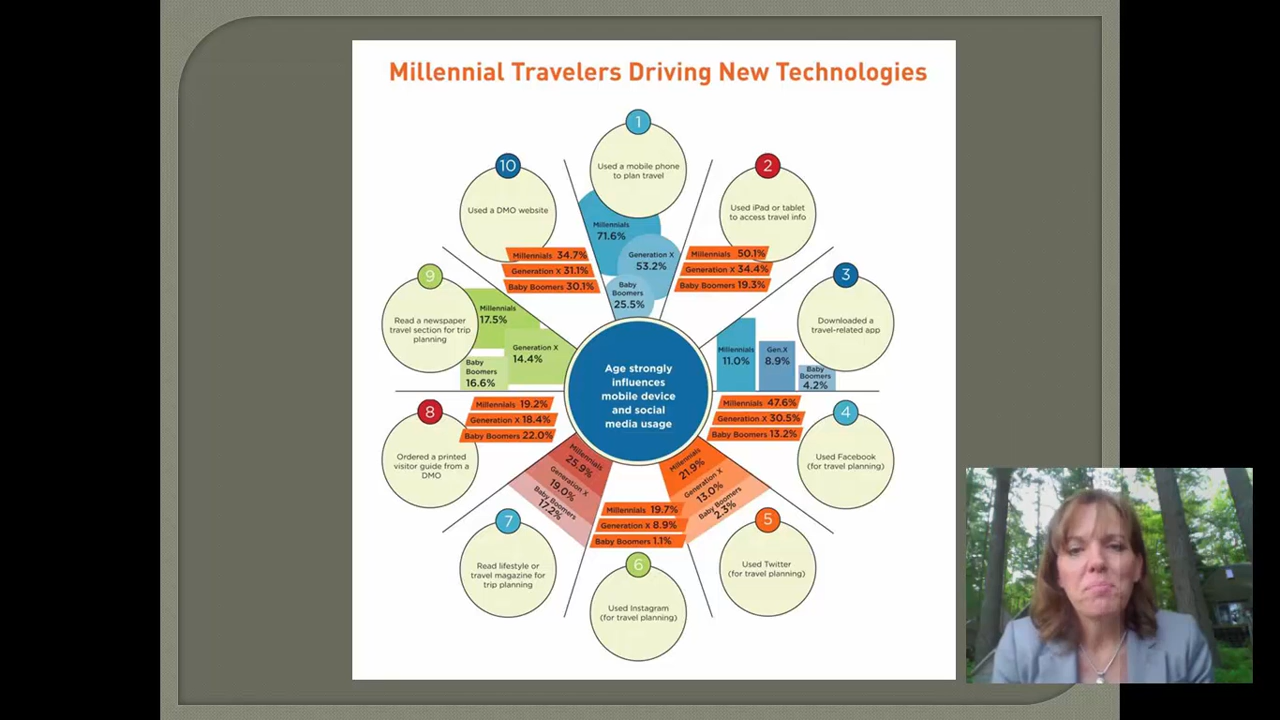 Millennial Travelers Driving New Technologies
1
Used a mobile phone
to plan travel
Millennials
71.6%
Generation X
53.2%
Baby
Boomers
25.5%
2
Used iPad or tablet
to access travel info
Millennials 50.1%
Generation X 34.4%
Baby Boomers 19.3%
3
Downloaded a
travel-related app
Millennials
11.0%
Gen.X
8.9%
Baby
Boomers
4.2%
4
Used Facebook
(for travel planning)
Millennials 47.6%
Generation X 30.5%
Baby Boomers 13.2%
5
Used Twitter
(for travel planning)
Millennials
21.9%
Generation X
13.0%
Baby Boomers
2.3%
6
Used Instagram
(for travel planning)
Millennials 19.7%
Generation X 8.9%
Baby Boomers 1.1%
7
Read lifestyle or
travel magazine for
trip planning
Millennials
25.9%
Generation X
19.0%
Baby Boomers
17.2%
8
Ordered a printed
visitor guide from a
DMO
Millennials 19.2%
Generation X 18.4%
Baby Boomers 22.0%
9
Read a newspaper
travel section for trip
planning
Millennials
17.5%
Generation X
14.4%
Baby
Boomers
16.6%
10
Used a DMO website
Millennials 34.7%
Generation X 31.1%
Baby Boomers 30.1%
Age strongly
influences
mobile device
and social
media usage